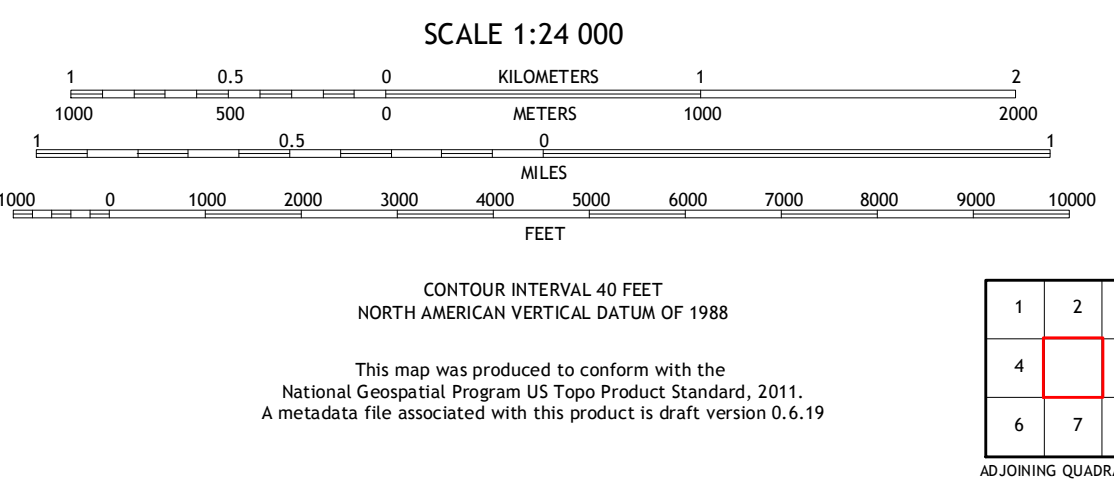 SCALE 1:24 000
1 0.5 0 KILOMETERS 1 2
1000 500 0 METERS 1000 2000
1 0.5 0 1
MILES
1000 0 1000 2000 3000 4000 5000 6000 7000 8000 9000 10000
FEET
CONTOUR INTERVAL 40 FEET
NORTH AMERICAN VERTICAL DATUM OF 1988
This map was produced to conform with the
National Geospatial Program US Topo Product Standard, 2011.
A metadata file associated with this product is draft version 0.6.19
1 2
4
6 7
ADJOINING